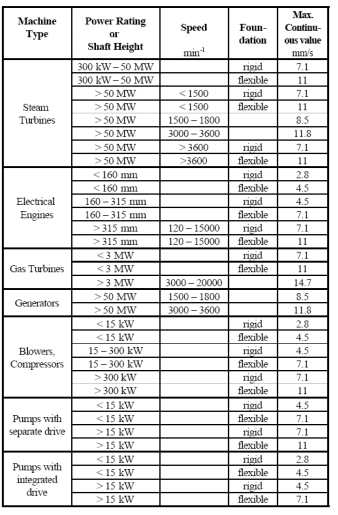 Machine Type | Power Rating or Shaft Height | Speed min-1 | Foun-dation | Max. Continu-ous value mm/s
Steam Turbines | 300 kW – 50 MW | | rigid | 7.1
300 kW – 50 MW | | flexible | 11
> 50 MW | < 1500 | rigid | 7.1
> 50 MW | < 1500 | flexible | 11
> 50 MW | 1500 – 1800 | | 8.5
> 50 MW | 3000 – 3600 | | 11.8
> 50 MW | > 3600 | rigid | 7.1
> 50 MW | >3600 | flexible | 11
Electrical Engines | < 160 mm | | rigid | 2.8
< 160 mm | | flexible | 4.5
160 – 315 mm | | rigid | 4.5
160 – 315 mm | | flexible | 7.1
> 315 mm | 120 – 15000 | rigid | 7.1
> 315 mm | 120 – 15000 | flexible | 11
Gas Turbines | < 3 MW | | rigid | 7.1
< 3 MW | | flexible | 11
> 3 MW | 3000 – 20000 | | 14.7
Generators | > 50 MW | 1500 – 1800 | | 8.5
> 50 MW | 3000 – 3600 | | 11.8
Blowers, Compressors | < 15 kW | | rigid | 2.8
< 15 kW | | flexible | 4.5
15 – 300 kW | | rigid | 4.5
15 – 300 kW | | flexible | 7.1
> 300 kW | | rigid | 7.1
> 300 kW | | flexible | 11
Pumps with separate drive | < 15 kW | | rigid | 4.5
< 15 kW | | flexible | 7.1
> 15 kW | | rigid | 7.1
> 15 kW | | flexible | 11
Pumps with integrated drive | < 15 kW | | rigid | 2.8
< 15 kW | | flexible | 4.5
> 15 kW | | rigid | 4.5
> 15 kW | | flexible | 7.1